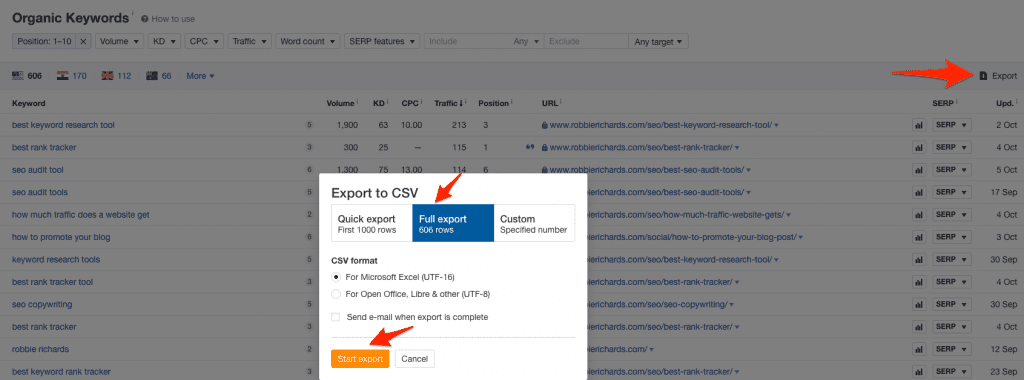 Organic Keywords i ? How to use
Position: 1–10 × Volume KD CPC Traffic Word count SERP features Include Any Exclude Any target
606 170 112 66 More Export
Keyword Volume KD CPC Traffic Position URL SERP Upd.
best keyword research tool 5 1,900 63 10.00 213 3 www.robbierichards.com/seo/best-keyword-research-tool/ SERP 2 Oct
best rank tracker 3 300 25 — 115 1 www.robbierichards.com/seo/best-rank-tracker/ SERP 4 Oct
seo audit tool 5 1,300 75 13.00 114 6 www.robbierichards.com/seo/best-seo-audit-tools/ SERP 5 Oct
seo audit tools 5 bierichards.com/seo/best-seo-audit-tools/ SERP 17 Sep
how much traffic does a website get 2 bierichards.com/seo/how-much-traffic-website-gets/ SERP 4 Oct
how to promote your blog 6 bierichards.com/social/how-to-promote-your-blog-post/ SERP 3 Oct
keyword research tools 5 bierichards.com/seo/best-keyword-research-tool/ SERP 30 Sep
best rank tracker tool 3 bierichards.com/seo/best-rank-tracker/ SERP 4 Oct
seo copywriting 5 bierichards.com/seo/seo-copywriting/ SERP 30 Sep
best rank tracker 3 bierichards.com/seo/best-rank-tracker/ SERP 4 Oct
robbie richards 3 bierichards.com/ SERP 12 Sep
best keyword rank tracker 3 bierichards.com/seo/best-rank-tracker/ SERP 23 Sep
Export to CSV
Quick export Full export Custom
First 1000 rows 606 rows Specified number
CSV format
For Microsoft Excel (UTF-16)
For Open Office, Libre & other (UTF-8)
Send e-mail when export is complete
Start export Cancel